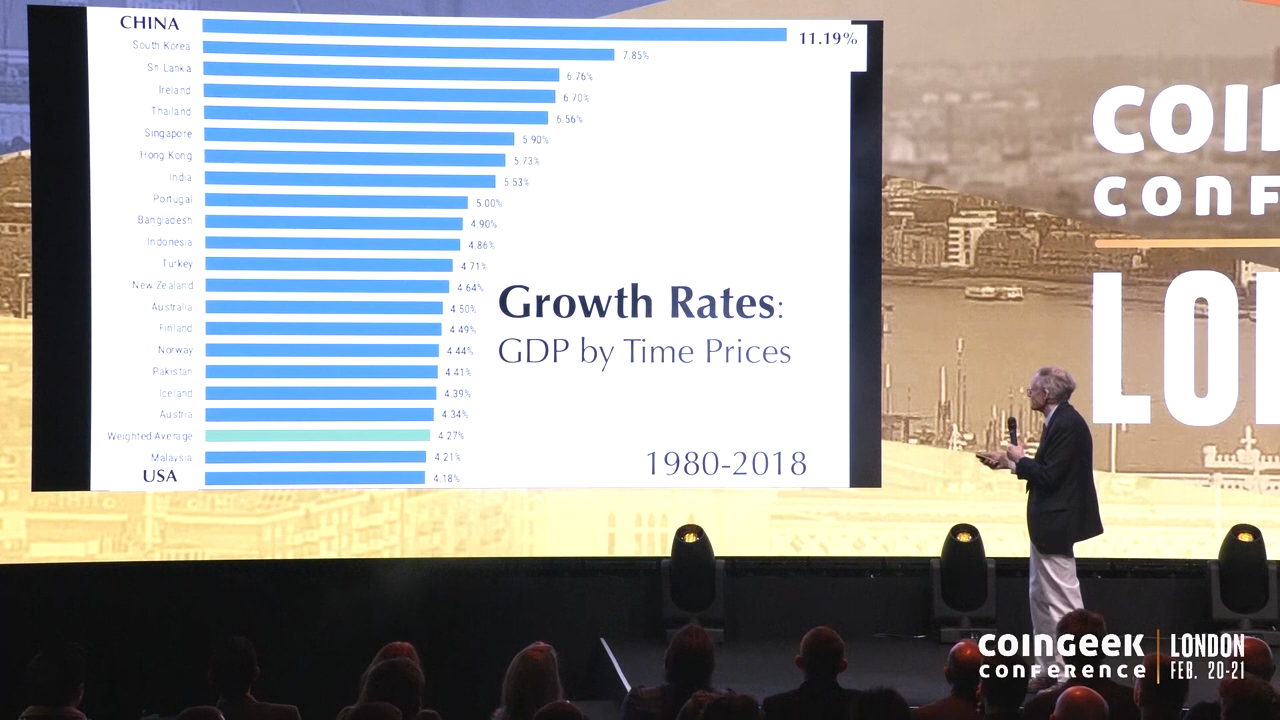 CHINA 11.19%
South Korea 7.85%
Sri Lanka 6.76%
Ireland 6.70%
Thailand 6.56%
Singapore 5.90%
Hong Kong 5.73%
India 5.53%
Portugal 5.00%
Bangladesh 4.90%
Indonesia 4.86%
Turkey 4.71%
New Zealand 4.64%
Australia 4.50%
Finland 4.49%
Norway 4.44%
Pakistan 4.41%
Iceland 4.39%
Austria 4.34%
Weighted Average 4.27%
Malaysia 4.21%
USA 4.18%
Growth Rates:
GDP by Time Prices
1980-2018
COI
CONF
LO
COINGEEK
CONFERENCE
LONDON
FEB. 20-21